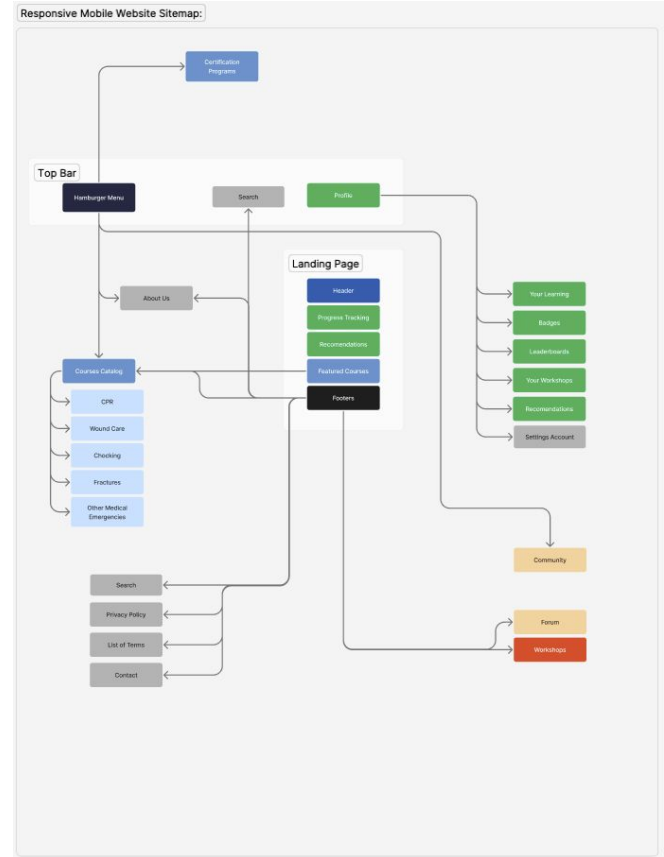 Responsive Mobile Website Sitemap:
Certification
Programs
Top Bar
Hamburger Menu
Search
Profile
Landing Page
Header
Progress Tracking
Recomendations
Featured Courses
Footers
About Us
Your Learning
Badges
Leaderboards
Your Workshops
Recomendations
Settings Account
Courses Catalog
CPR
Wound Care
Chocking
Fractures
Other Medical
Emergencies
Community
Search
Privacy Policy
List of Terms
Contact
Forum
Workshops